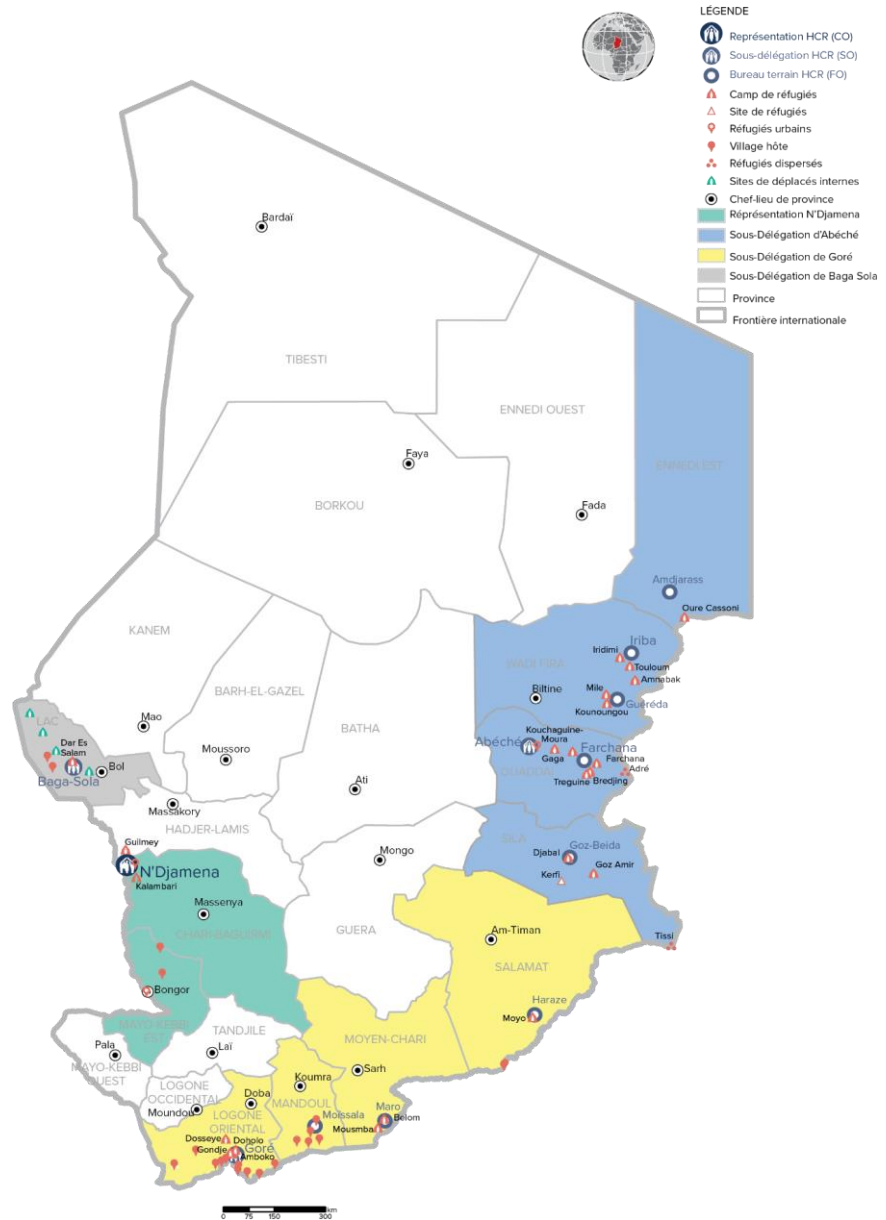 LÉGENDE
Représentation HCR (CO)
Sous-délégation HCR (SO)
Bureau terrain HCR (FO)
Camp de réfugiés
Site de réfugiés
Réfugiés urbains
Village hôte
Réfugiés dispersés
Sites de déplacés internes
Chef-lieu de province
Réprésentation N'Djamena
Sous-Délégation d'Abéché
Sous-Délégation de Goré
Sous-Délégation de Baga Sola
Province
Frontière internationale
Bardaï
TIBESTI
ENNEDI OUEST
ENNEDI EST
Faya
BORKOU
Fada
Amdjarass
Oure Cassoni
KANEM
Iriba
Iridimi
WADI FIRA
Touloum
BARH-EL-GAZEL
Amnabak
Biltine
Mile
Guéréda
Kounoungou
LAC
Mao
BATHA
Kouchaguine-
Moura
Abéché
Dar Es
Salam
Moussoro
Farchana
Gaga
Farchana
Bol
OUADDAI
Adré
Baga-Sola
Treguine
Bredjing
Ati
Massakory
HADJER-LAMIS
SILA
Guilmey
Goz-Beida
Mongo
Djabal
Goz Amir
N'Djamena
Kerfi
Kalambari
Massenya
CHARI-BAGUIRMI
GUERA
Am-Timan
Tissi
SALAMAT
Bongor
Haraze
Moyo
MAYO-KEBBI
EST
TANDJILE
MOYEN-CHARI
Pala
Laï
MAYO-KEBBI
OUEST
Sarh
LOGONE
OCCIDENTAL
Koumra
Doba
MANDOUL
Moundou
LOGONE
ORIENTAL
Maro
Moissala
Belom
Mousmba
Dosseye
Doholo
Gondje
Goré
Amboko
0 75 150 300
km